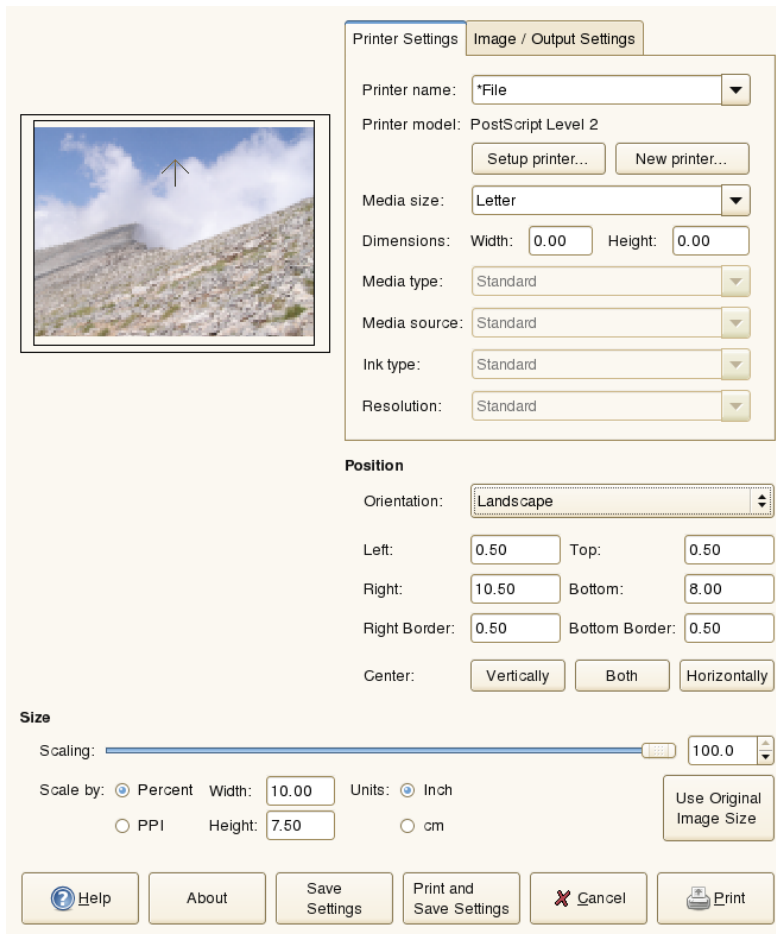 Printer Settings
Image / Output Settings
Printer name: *File
Printer model: PostScript Level 2
Setup printer...
New printer...
Media size: Letter
Dimensions: Width: 0.00 Height: 0.00
Media type: Standard
Media source: Standard
Ink type: Standard
Resolution: Standard
Position
Orientation: Landscape
Left: 0.50 Top: 0.50
Right: 10.50 Bottom: 8.00
Right Border: 0.50 Bottom Border: 0.50
Center: Vertically Both Horizontally
Size
Scaling: 100.0
Scale by: Percent Width: 10.00 Units: Inch
PPI Height: 7.50 cm
Use Original
Image Size
Help
About
Save
Settings
Print and
Save Settings
Cancel
Print